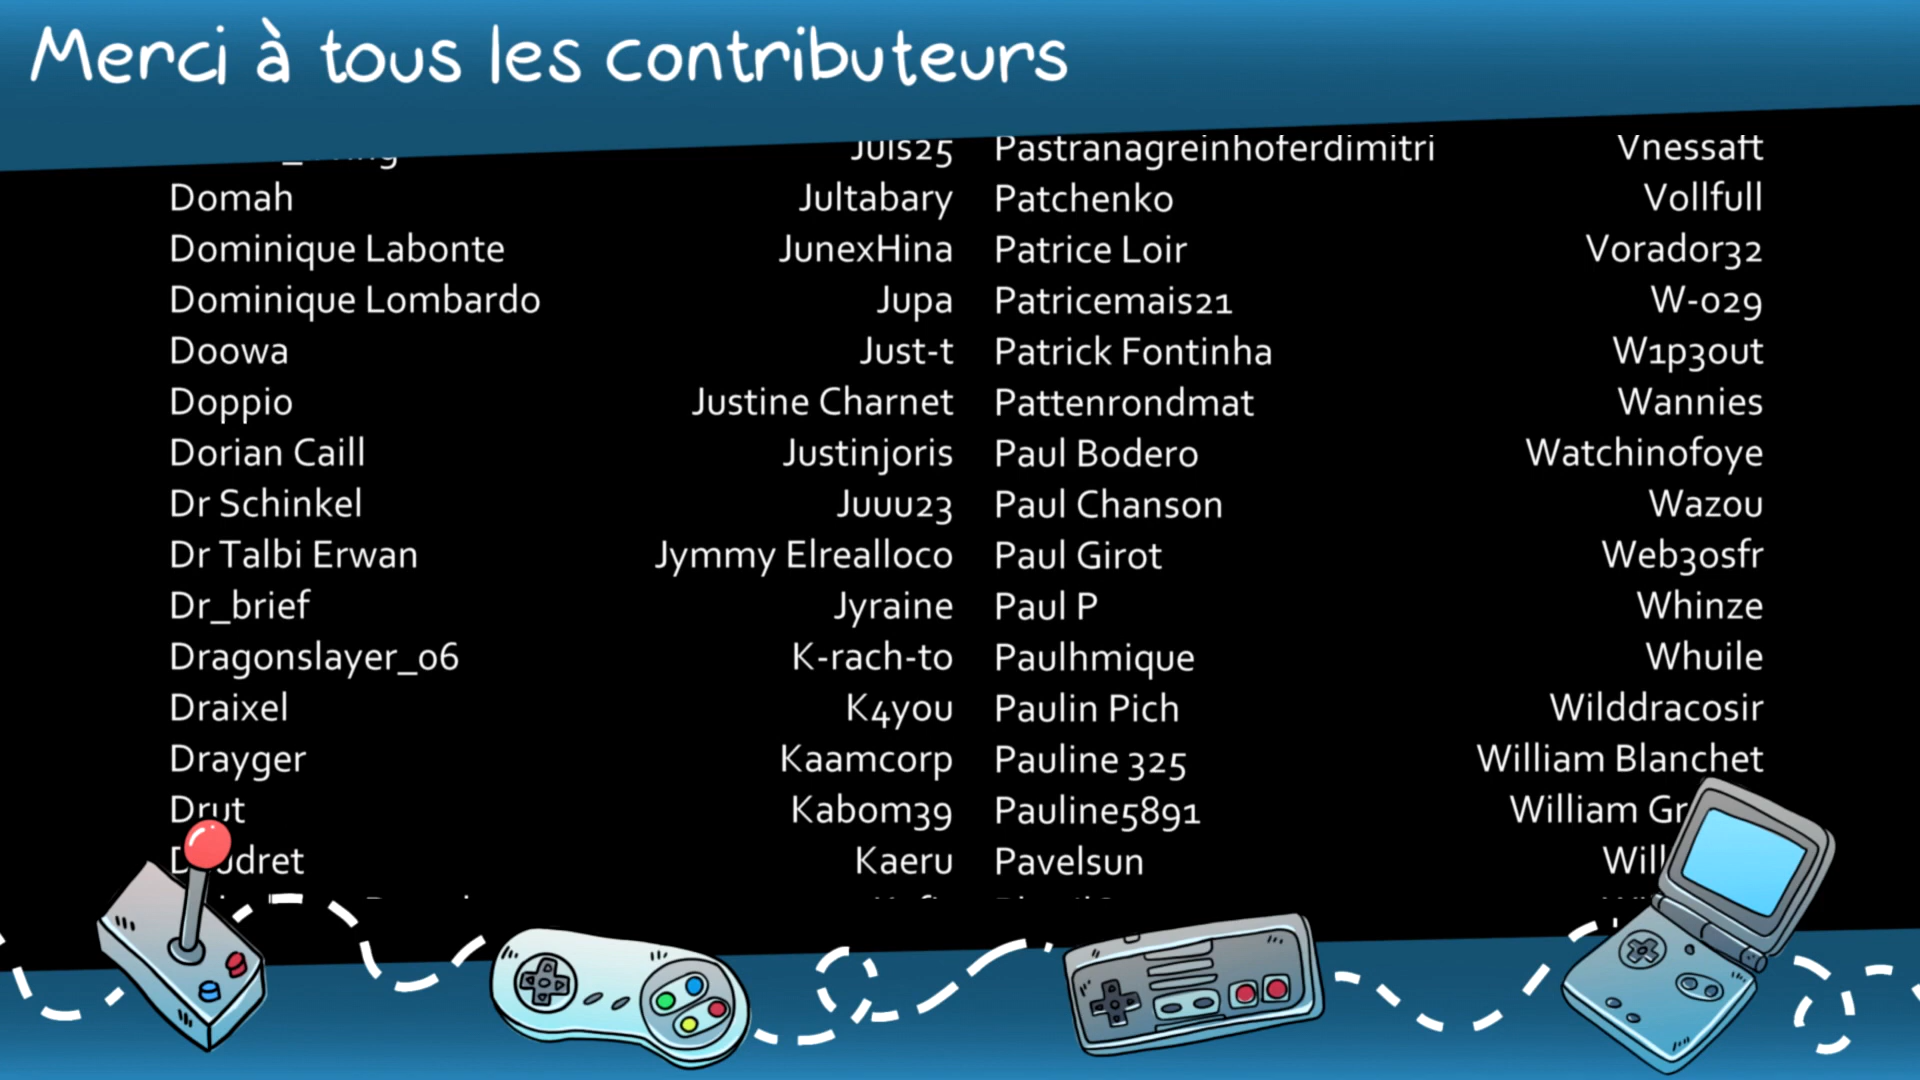 Merci à tous les contributeurs
Juls25 Pastranagreinhoferdimitri Vnessaft
Domah Jultabary Patchenko Vollfull
Dominique Labonte JunexHina Patrice Loir Vorador32
Dominique Lombardo Jupa Patricemais21 W-029
Doowa Just-t Patrick Fontinha W1p3out
Doppio Justine Charnet Pattenrondmat Wannies
Dorian Caill Justinjoris Paul Bodero Watchinofoye
Dr Schinkel Juuu23 Paul Chanson Wazou
Dr Talbi Erwan Jymmy Elrealloco Paul Girot Web30sfr
Dr_brief Jyraine Paul P Whinze
Dragonslayer_06 K-rach-to Paulhmique Whuile
Draixel K4you Paulin Pich Wilddracosir
Drayger Kaamcorp Pauline 325 William Blanchet
Drut Kabom39 Pauline5891 William
Kaeru Pavelsun